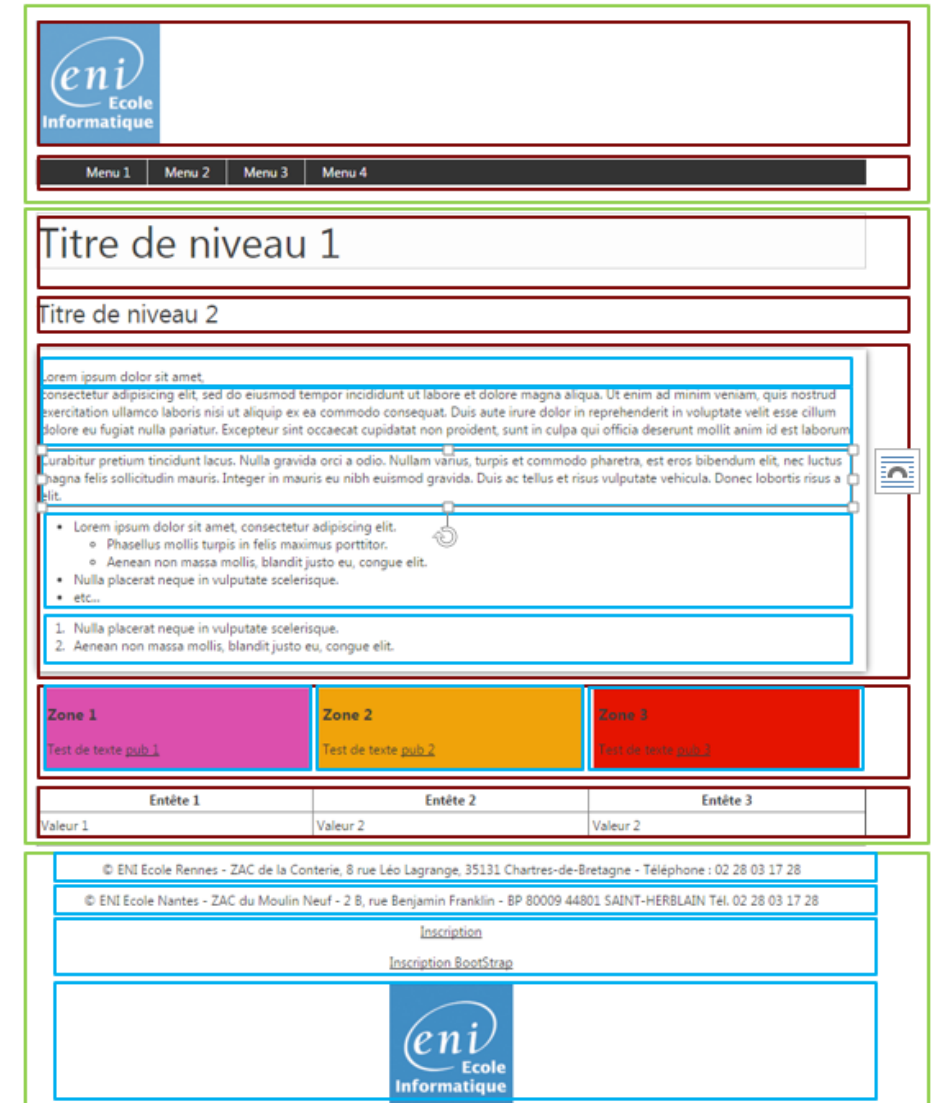 eni
Ecole
Informatique
Menu 1 Menu 2 Menu 3 Menu 4
Titre de niveau 1
Titre de niveau 2
Lorem ipsum dolor sit amet,
consectetur adipisicing elit, sed do eiusmod tempor incididunt ut labore et dolore magna aliqua. Ut enim ad minim veniam, quis nostrud
exercitation ullamco laboris nisi ut aliquip ex ea commodo consequat. Duis aute irure dolor in reprehenderit in voluptate velit esse cillum
dolore eu fugiat nulla pariatur. Excepteur sint occaecat cupidatat non proident, sunt in culpa qui officia deserunt mollit anim id est laborum
Curabitur pretium tincidunt lacus. Nulla gravida orci a odio. Nullam varius, turpis et commodo pharetra, est eros bibendum elit, nec luctus
magna felis sollicitudin mauris. Integer in mauris eu nibh euismod gravida. Duis ac tellus et risus vulputate vehicula. Donec lobortis risus a
elit.
• Lorem ipsum dolor sit amet, consectetur adipiscing elit.
○ Phasellus mollis turpis in felis maximus porttitor.
○ Aenean non massa mollis, blandit justo eu, congue elit.
• Nulla placerat neque in vulputate scelerisque.
• etc...
1. Nulla placerat neque in vulputate scelerisque.
2. Aenean non massa mollis, blandit justo eu, congue elit.
Zone 1 Zone 2 Zone 3
Test de texte pub 1 Test de texte pub 2 Test de texte pub 3
Entête 1 Entête 2 Entête 3
Valeur 1 Valeur 2 Valeur 2
© ENI Ecole Rennes - ZAC de la Conterie, 8 rue Léo Lagrange, 35131 Chartres-de-Bretagne - Téléphone : 02 28 03 17 28
© ENI Ecole Nantes - ZAC du Moulin Neuf - 2 B, rue Benjamin Franklin - BP 80009 44801 SAINT-HERBLAIN Tél. 02 28 03 17 28
Inscription
Inscription BootStrap
eni
Ecole
Informatique